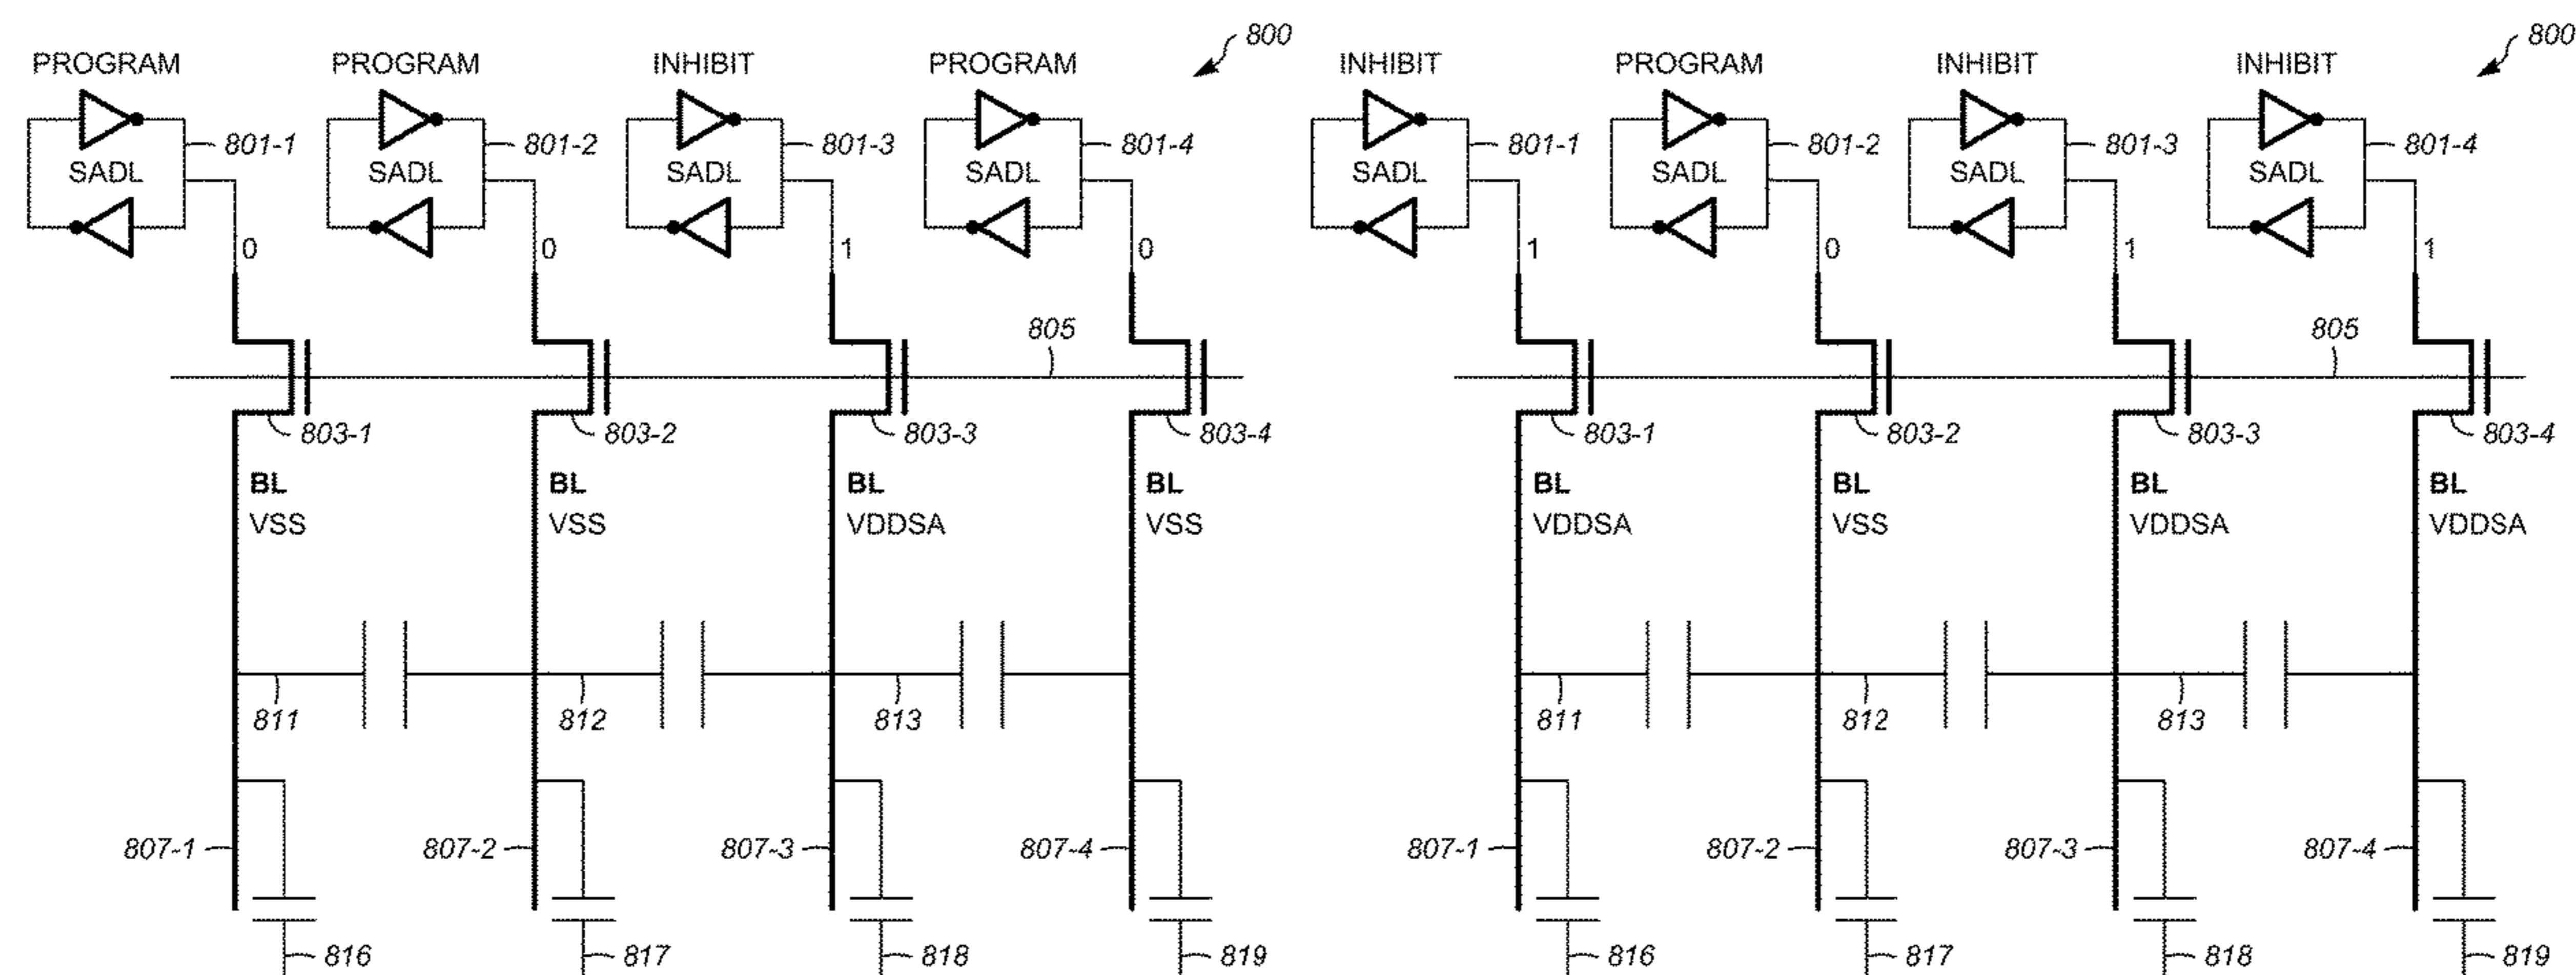 800 800
PROGRAM PROGRAM INHIBIT PROGRAM INHIBIT PROGRAM INHIBIT INHIBIT
801-1 801-2 801-3 801-4 801-1 801-2 801-3 801-4
SADL SADL SADL SADL SADL SADL SADL SADL
0 0 1 0 1 0 1 1
805 805
803-1 803-2 803-3 803-4 803-1 803-2 803-3 803-4
BL BL BL BL BL BL BL BL
VSS VSS VDDSA VSS VDDSA VSS VDDSA VDDSA
811 812 813 811 812 813
807-1 807-2 807-3 807-4 807-1 807-2 807-3 807-4
816 817 818 819 816 817 818 819